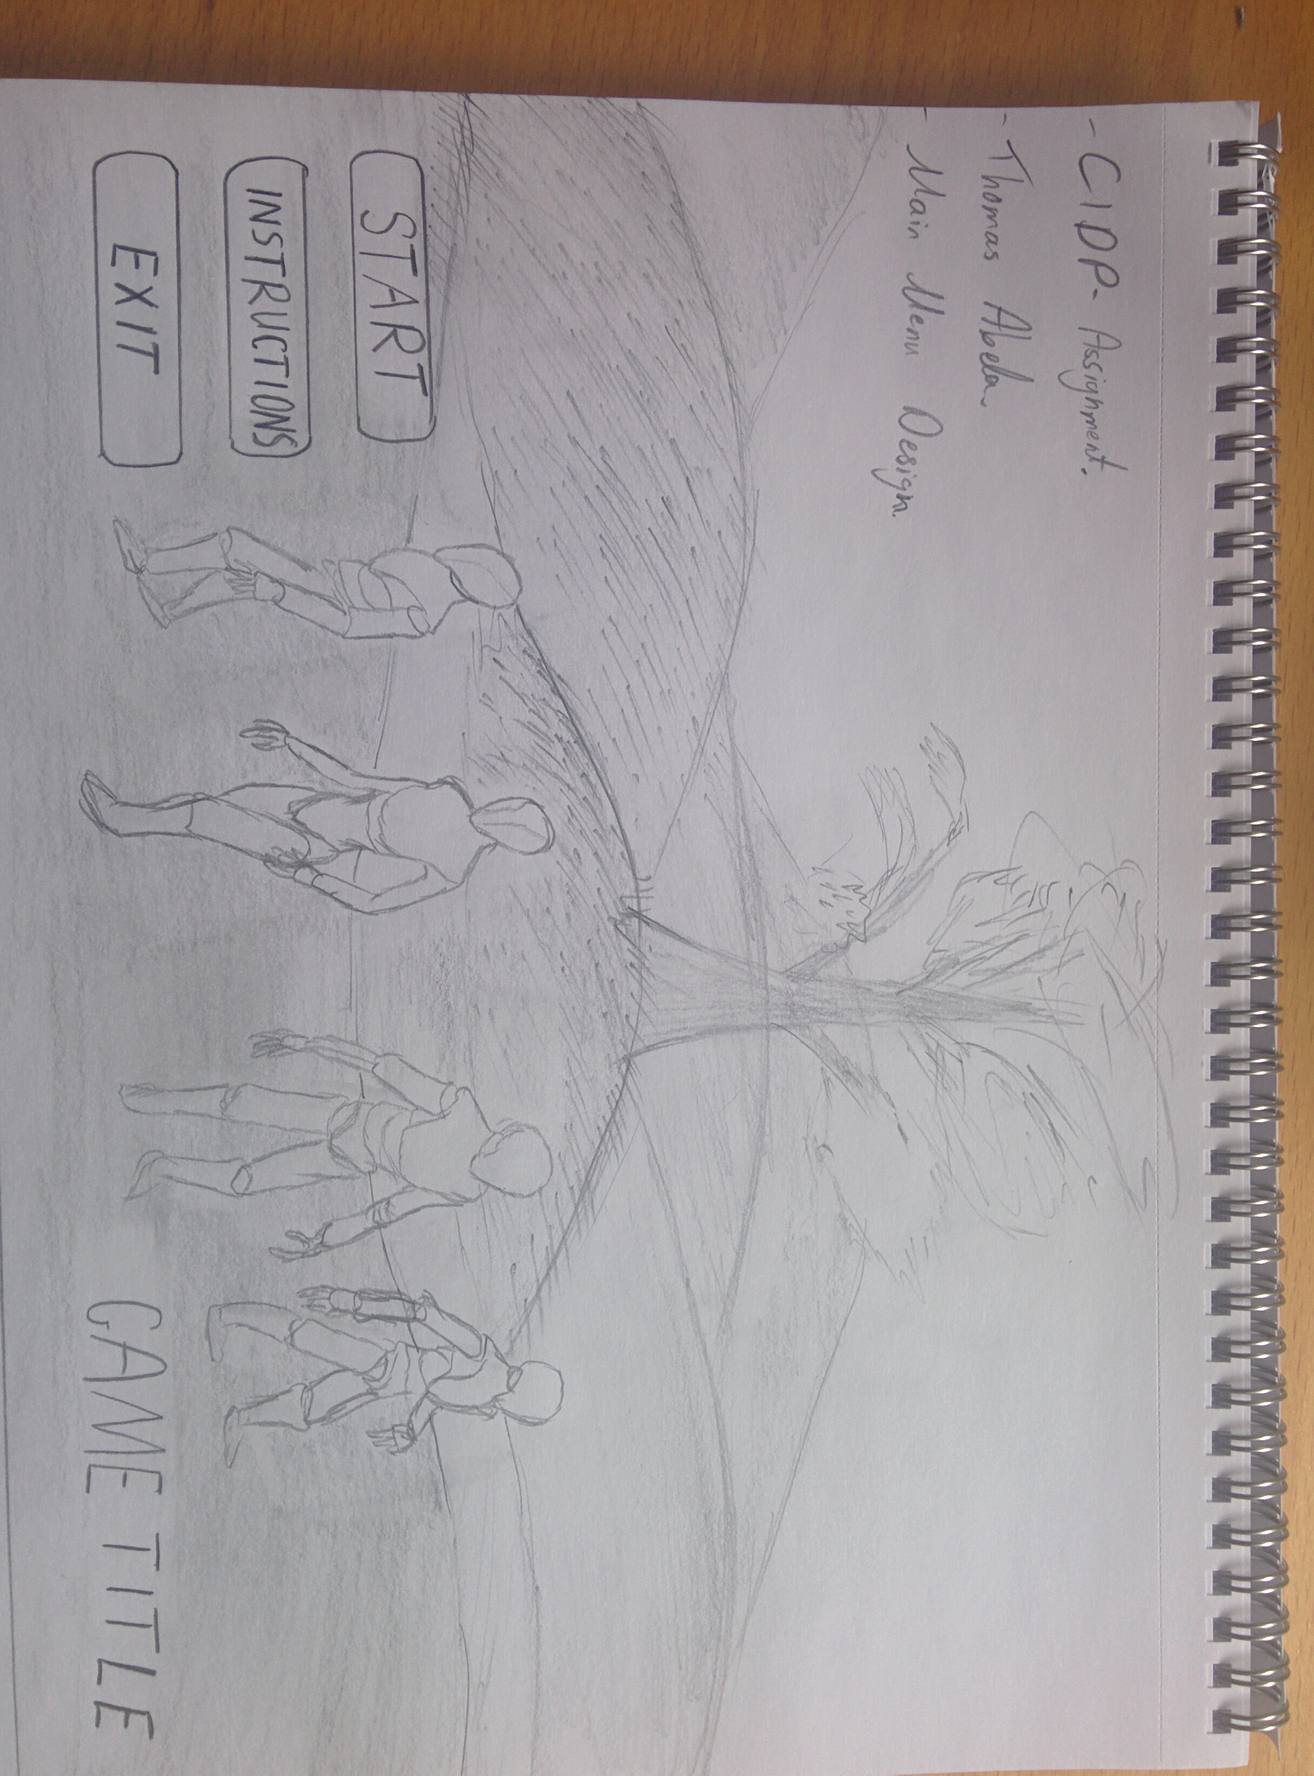 - CIDP- Assignment.
- Thomas Abela
- Main Menu Design.
START
INSTRUCTIONS
EXIT
GAME TITLE